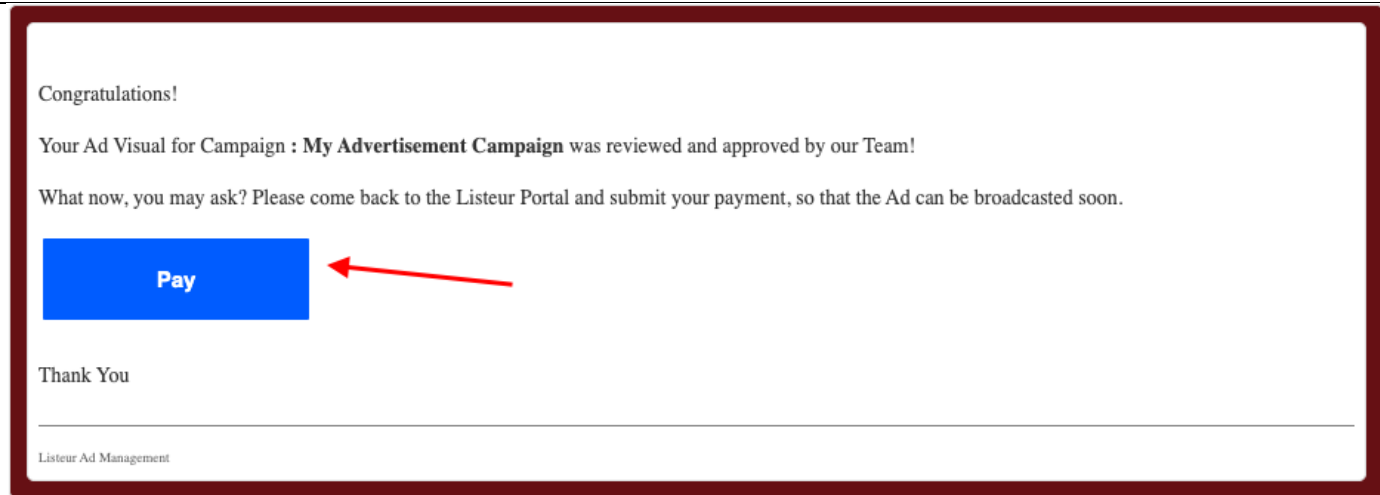 Congratulations!
Your Ad Visual for Campaign : My Advertisement Campaign was reviewed and approved by our Team!
What now, you may ask? Please come back to the Listeur Portal and submit your payment, so that the Ad can be broadcasted soon.
Pay
Thank You
Listeur Ad Management